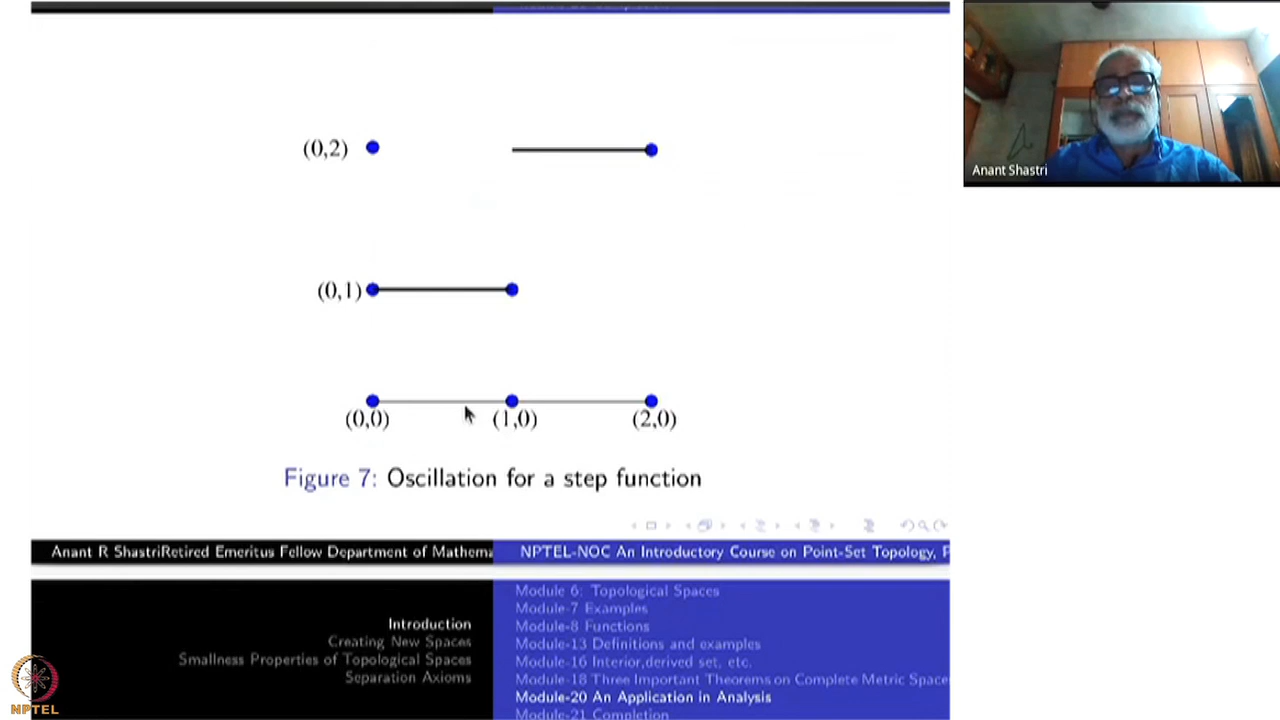 (0,2)
(0,1)
(0,0)
(1,0)
(2,0)
Figure 7: Oscillation for a step function
Anant R ShastriRetired Emeritus Fellow Department of Mathema
NPTEL-NOC An Introductory Course on Point-Set Topology, P
Introduction
Creating New Spaces
Smallness Properties of Topological Spaces
Separation Axioms
Module 6: Topological Spaces
Module-7 Examples
Module-8 Functions
Module-13 Definitions and examples
Module-16 Interior,derived set, etc.
Module-18 Three Important Theorems on Complete Metric Space
Module-20 An Application in Analysis
Module-21 Completion
Anant Shastri
NPTEL